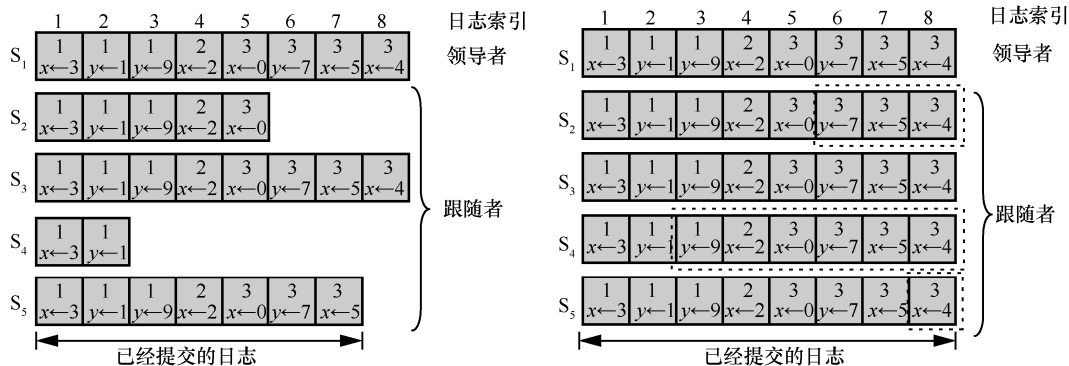 1 2 3 4 5 6 7 8 日志索引
S1 1 1 1 2 3 3 3 3 领导者
x←3 y←1 y←9 x←2 x←0 y←7 x←5 x←4
S2 1 1 1 2 3
x←3 y←1 y←9 x←2 x←0
S3 1 1 1 2 3 3 3 3
x←3 y←1 y←9 x←2 x←0 y←7 x←5 x←4
跟随者
S4 1 1
x←3 y←1
S5 1 1 1 2 3 3 3
x←3 y←1 y←9 x←2 x←0 y←7 x←5
已经提交的日志
1 2 3 4 5 6 7 8 日志索引
S1 1 1 1 2 3 3 3 3 领导者
x←3 y←1 y←9 x←2 x←0 y←7 x←5 x←4
S2 1 1 1 2 3 3 3 3
x←3 y←1 y←9 x←2 x←0 y←7 x←5 x←4
S3 1 1 1 2 3 3 3 3
x←3 y←1 y←9 x←2 x←0 y←7 x←5 x←4
跟随者
S4 1 1 1 2 3 3 3 3
x←3 y←1 y←9 x←2 x←0 y←7 x←5 x←4
S5 1 1 1 2 3 3 3 3
x←3 y←1 y←9 x←2 x←0 y←7 x←5 x←4
已经提交的日志